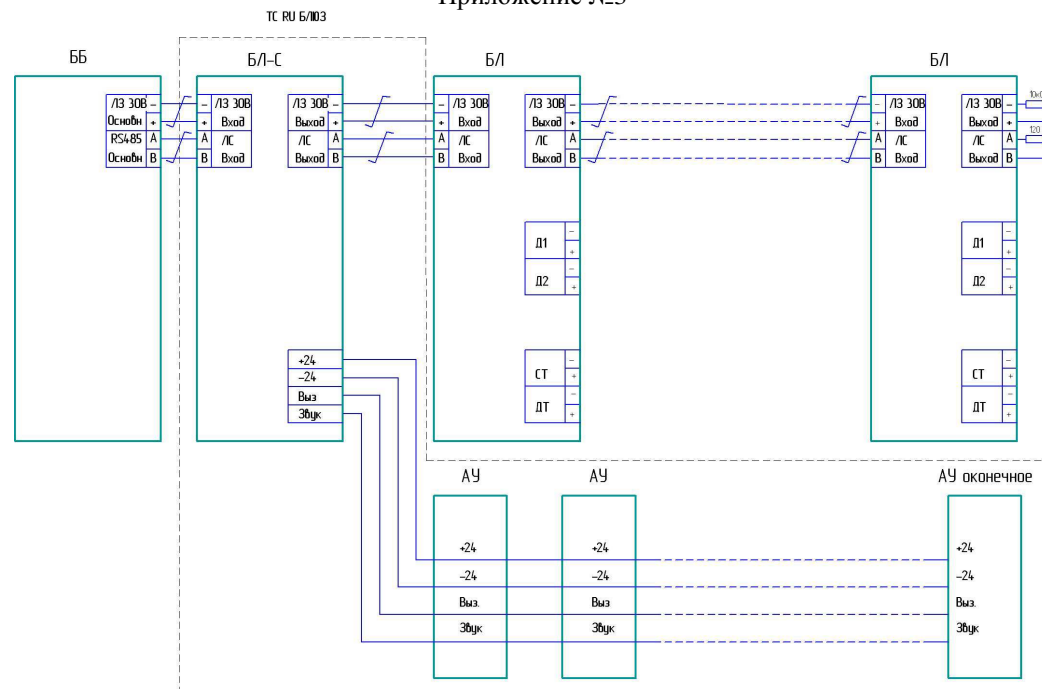 Приложение №3
ТС RU БЛ103
ББ
БЛ-С
БЛ
БЛ
ЛЗ 30В -
Основн +
RS485 A
Основн B
- ЛЗ 30В
+ Вход
A ЛС
B Вход
ЛЗ 30В -
Выход +
ЛС A
Выход B
- ЛЗ 30В
+ Вход
A ЛС
B Вход
ЛЗ 30В -
Выход +
ЛС A
Выход B
- ЛЗ 30В
+ Вход
A ЛС
B Вход
ЛЗ 30В -
Выход +
ЛС A
Выход B
120
Д1 - +
Д2 - +
Д1 - +
Д2 - +
+24
-24
Выз
Звук
СТ - +
ДТ - +
СТ - +
ДТ - +
АУ
АУ
АУ оконечное
+24
-24
Выз.
Звук
+24
-24
Выз
Звук
+24
-24
Выз.
Звук